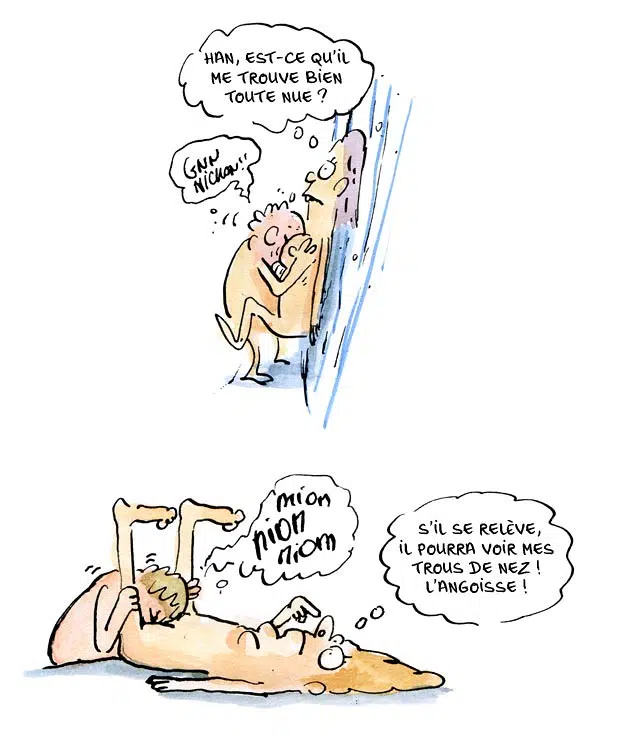 HAN, EST-CE QU'IL
ME TROUVE BIEN
TOUTE NUE ?
GNN
NICHON!!
MION
MION
MIOM
S'IL SE RELÈVE,
IL POURRA VOIR MES
TROUS DE NEZ !
L'ANGOISSE !